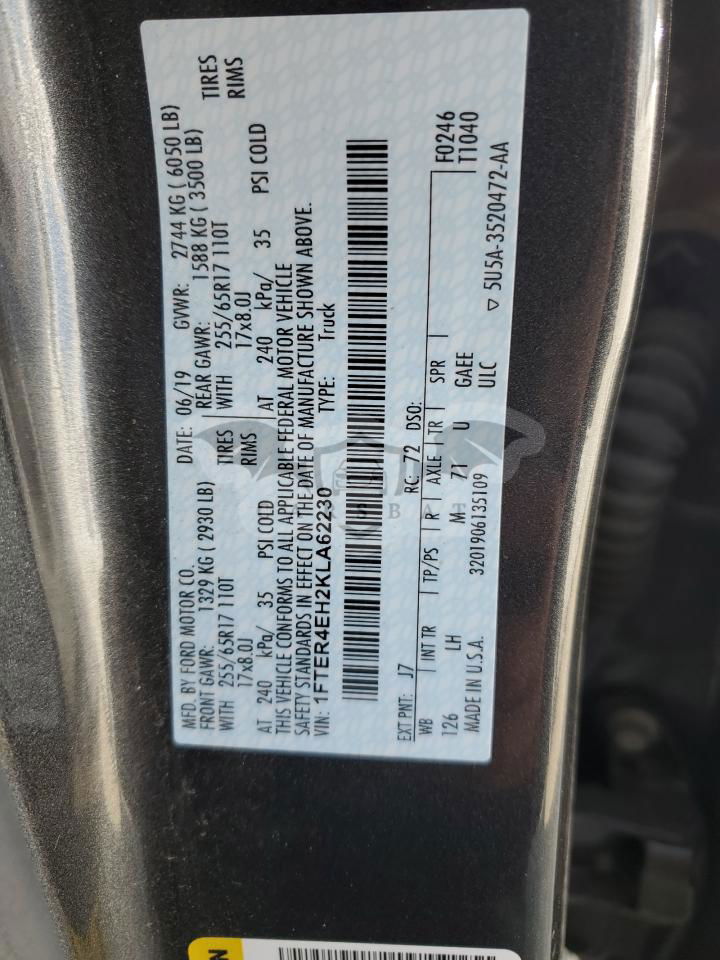 MFD. BY FORD MOTOR CO.
DATE: 06/19 GVWR: 2744 KG ( 6050 LB)
FRONT GAWR: 1329 KG ( 2930 LB) REAR GAWR: 1588 KG ( 3500 LB)
WITH 255/65R17 110T TIRES WITH 255/65R17 110T TIRES
17x8.0J RIMS 17x8.0J RIMS
AT 240 kPa/ 35 PSI COLD AT 240 kPa/ 35 PSI COLD
THIS VEHICLE CONFORMS TO ALL APPLICABLE FEDERAL MOTOR VEHICLE
SAFETY STANDARDS IN EFFECT ON THE DATE OF MANUFACTURE SHOWN ABOVE.
VIN: 1FTER4EH2KLA62230 TYPE: Truck
EXT PNT: J7 RC: 72 DSO: F0246
WB INT TR TP/PS R AXLE TR SPR T1040
126 LH M 71 U GAEE
MADE IN U.S.A. 3201906135109 ULC ▽ 5U5A-3520472-AA